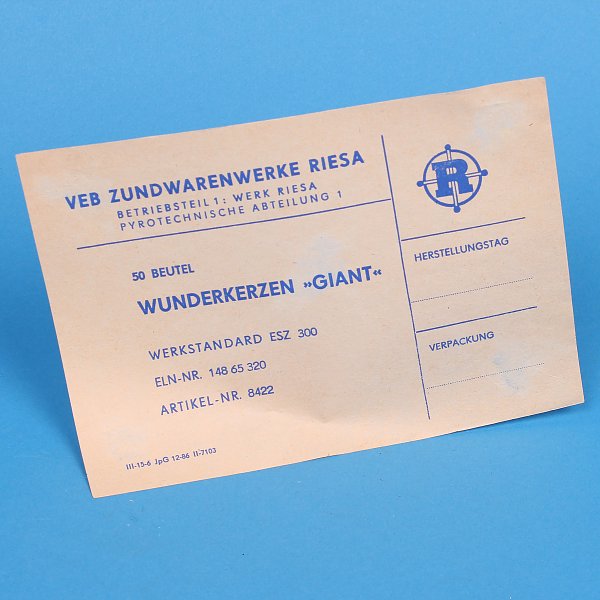 VEB ZUNDWARENWERKE RIESA
BETRIEBSTEIL 1: WERK RIESA
PYROTECHNISCHE ABTEILUNG 1
50 BEUTEL
WUNDERKERZEN »GIANT«
WERKSTANDARD ESZ 300
ELN-NR. 148 65 320
ARTIKEL-NR. 8422
III-15-6 JpG 12-86 II-7103
R
HERSTELLUNGSTAG
VERPACKUNG